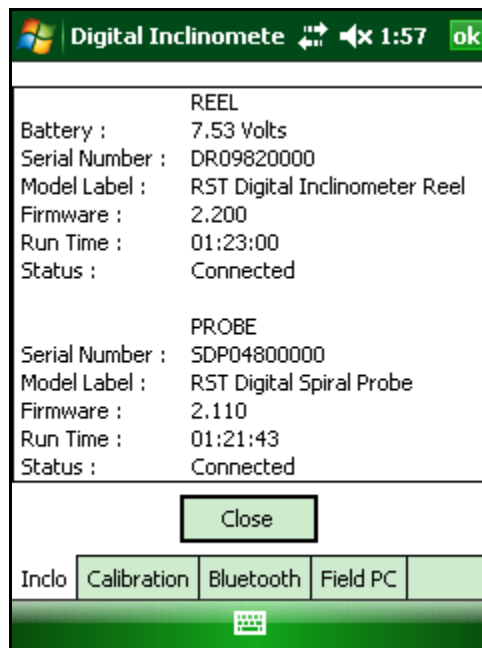 Digital Inclinomete 1:57 ok
REEL
Battery : 7.53 Volts
Serial Number : DR09820000
Model Label : RST Digital Inclinometer Reel
Firmware : 2.200
Run Time : 01:23:00
Status : Connected
PROBE
Serial Number : SDP04800000
Model Label : RST Digital Spiral Probe
Firmware : 2.110
Run Time : 01:21:43
Status : Connected
Close
Inclo Calibration Bluetooth Field PC